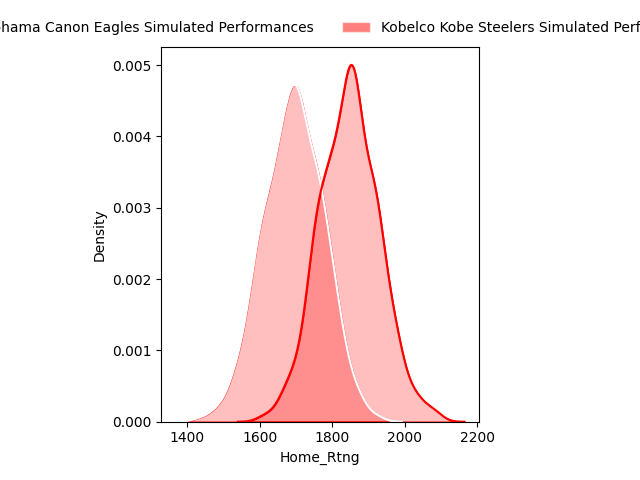 hama Canon Eagles Simulated Performances
Kobelco Kobe Steelers Simulated Perf
0.005
0.004
0.003
0.002
0.001
0.000
Density
1400 1600 1800 2000 2200
Home_Rtng